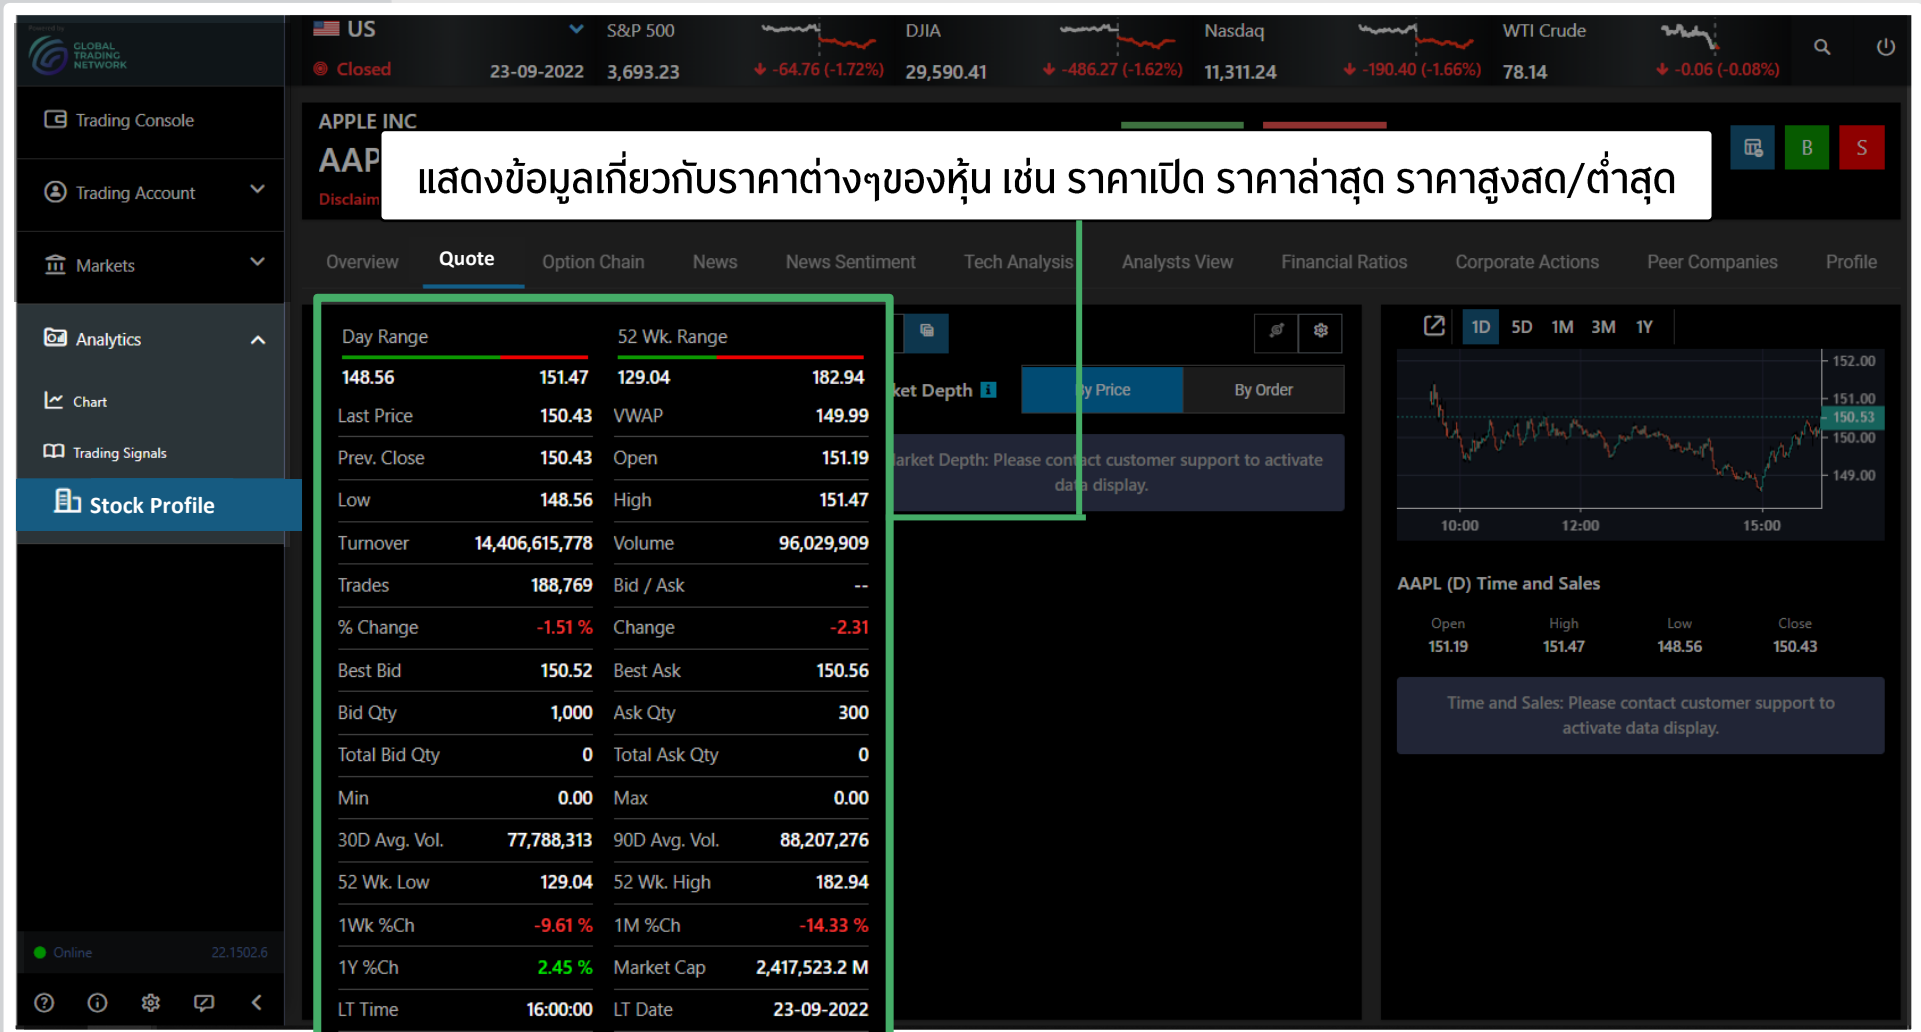 Powered by
GLOBAL
TRADING
NETWORK
US
Closed
23-09-2022
S&P 500
3,693.23
-64.76 (-1.72%)
DJIA
29,590.41
-486.27 (-1.62%)
Nasdaq
11,311.24
-190.40 (-1.66%)
WTI Crude
78.14
-0.06 (-0.08%)
Trading Console
Trading Account
Markets
Analytics
Chart
Trading Signals
Stock Profile
Online 22.1502.6
APPLE INC
AAP
Disclaim
B
S
แสดงข้อมูลเกี่ยวกับราคาต่างๆของหุ้น เช่น ราคาเปิด ราคาล่าสุด ราคาสูงสด/ต่ำสุด
Overview Quote Option Chain News News Sentiment Tech Analysis Analysts View Financial Ratios Corporate Actions Peer Companies Profile
Day Range 52 Wk. Range
148.56 151.47 129.04 182.94
Last Price 150.43 VWAP 149.99
Prev. Close 150.43 Open 151.19
Low 148.56 High 151.47
Turnover 14,406,615,778 Volume 96,029,909
Trades 188,769 Bid / Ask --
% Change -1.51 % Change -2.31
Best Bid 150.52 Best Ask 150.56
Bid Qty 1,000 Ask Qty 300
Total Bid Qty 0 Total Ask Qty 0
Min 0.00 Max 0.00
30D Avg. Vol. 77,788,313 90D Avg. Vol. 88,207,276
52 Wk. Low 129.04 52 Wk. High 182.94
1Wk %Ch -9.61 % 1M %Ch -14.33 %
1Y %Ch 2.45 % Market Cap 2,417,523.2 M
LT Time 16:00:00 LT Date 23-09-2022
ket Depth By Price By Order
arket Depth: Please contact customer support to activate
data display.
1D 5D 1M 3M 1Y
152.00
151.00
150.53
150.00
149.00
10:00 12:00 15:00
AAPL (D) Time and Sales
Open High Low Close
151.19 151.47 148.56 150.43
Time and Sales: Please contact customer support to
activate data display.